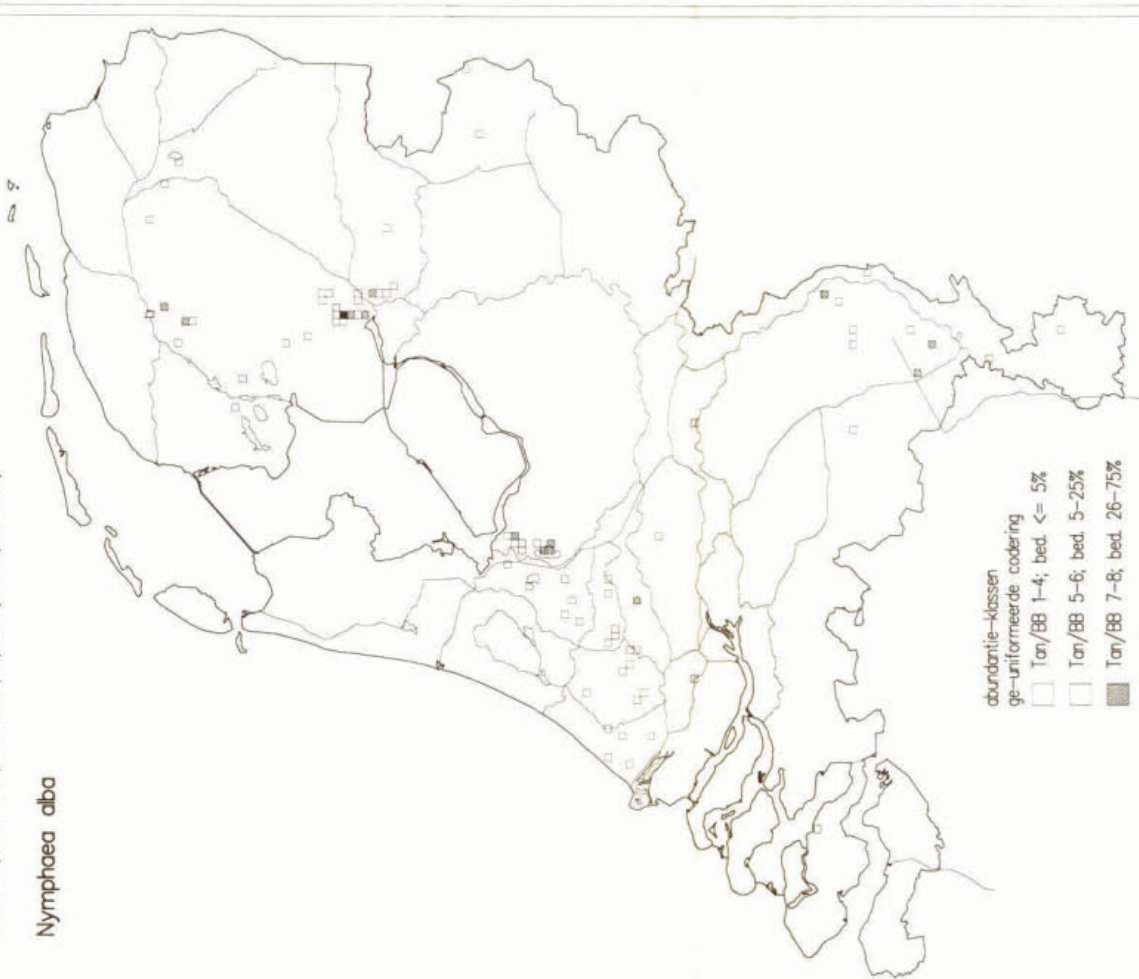 Nymphaea alba
abundantie-klassen
ge-uniformeerde codering
Tan/BB 1-4; bed. <= 5%
Tan/BB 5-6; bed. 5-25%
Tan/BB 7-8; bed. 26-75%